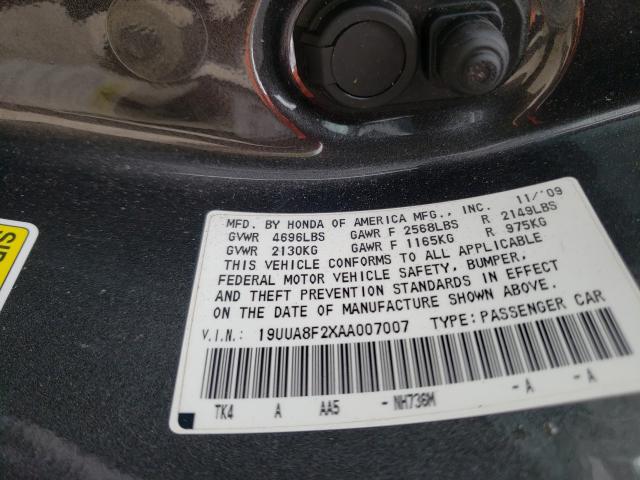 MFD. BY HONDA OF AMERICA MFG., INC. 11/'09
GVWR 4696LBS GAWR F 2568LBS R 2149LBS
GVWR 2130KG GAWR F 1165KG R 975KG
THIS VEHICLE CONFORMS TO ALL APPLICABLE
FEDERAL MOTOR VEHICLE SAFETY, BUMPER,
AND THEFT PREVENTION STANDARDS IN EFFECT
ON THE DATE OF MANUFACTURE SHOWN ABOVE.
V.I.N.: 19UUA8F2XAA007007 TYPE: PASSENGER CAR
TK4 A AA5 -NH736M -A -A